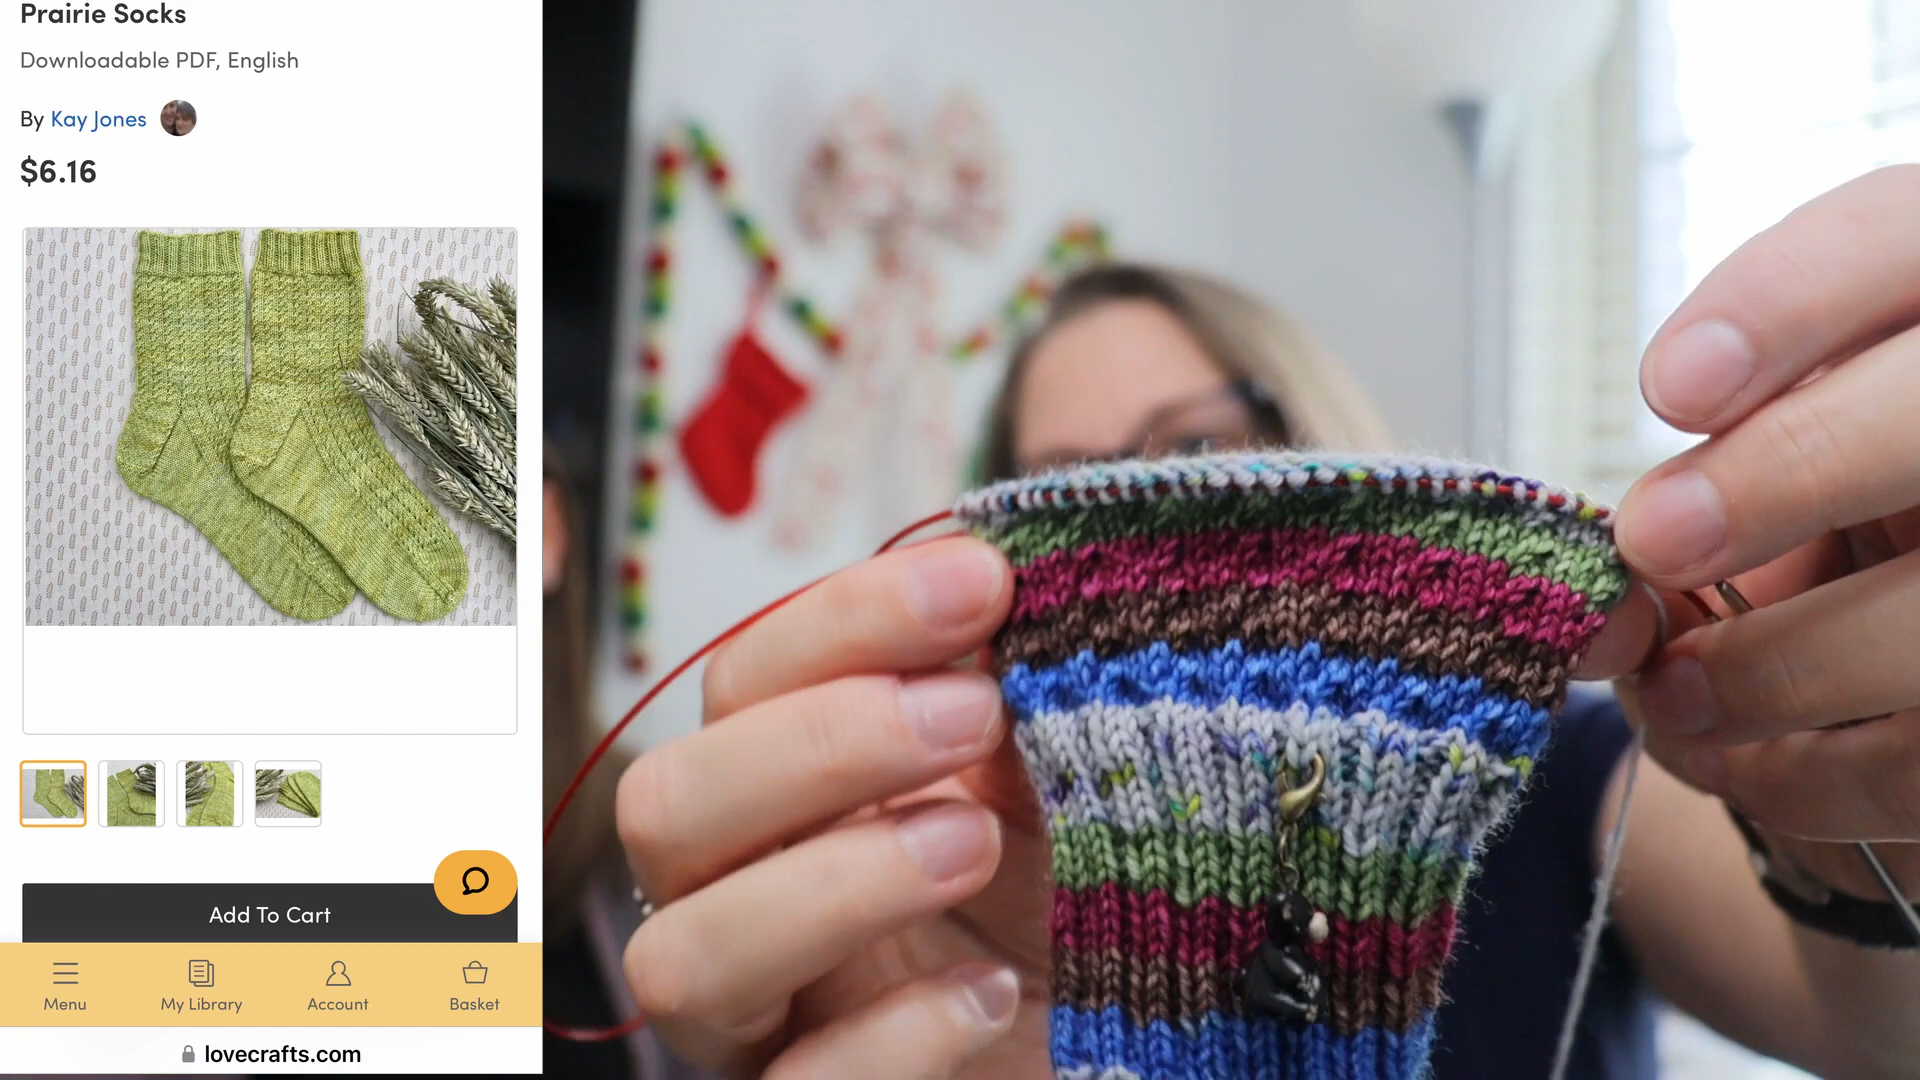 Prairie Socks
Downloadable PDF, English
By Kay Jones
$6.16
Add To Cart
Menu
My Library
Account
Basket
lovecrafts.com